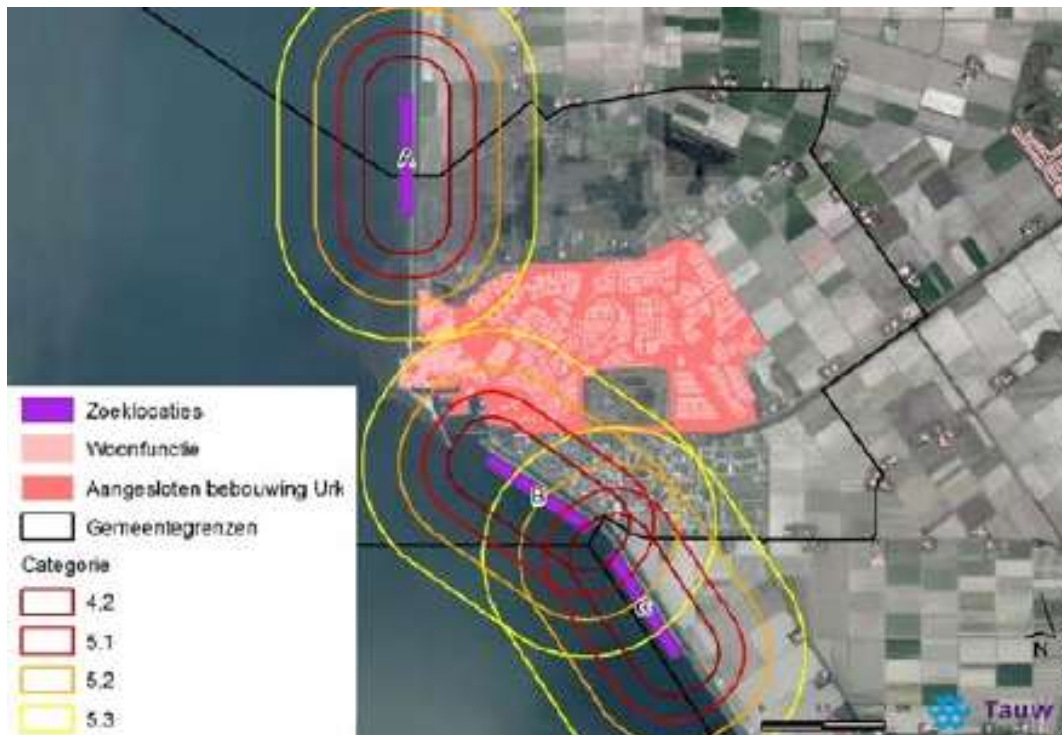 A
B
Zoeklocaties
Woonfunctie
Aangesloten bebouwing Urk
Gemeentegrenzen
Categorie
4.2
5.1
5.2
5.3
N
Tauw